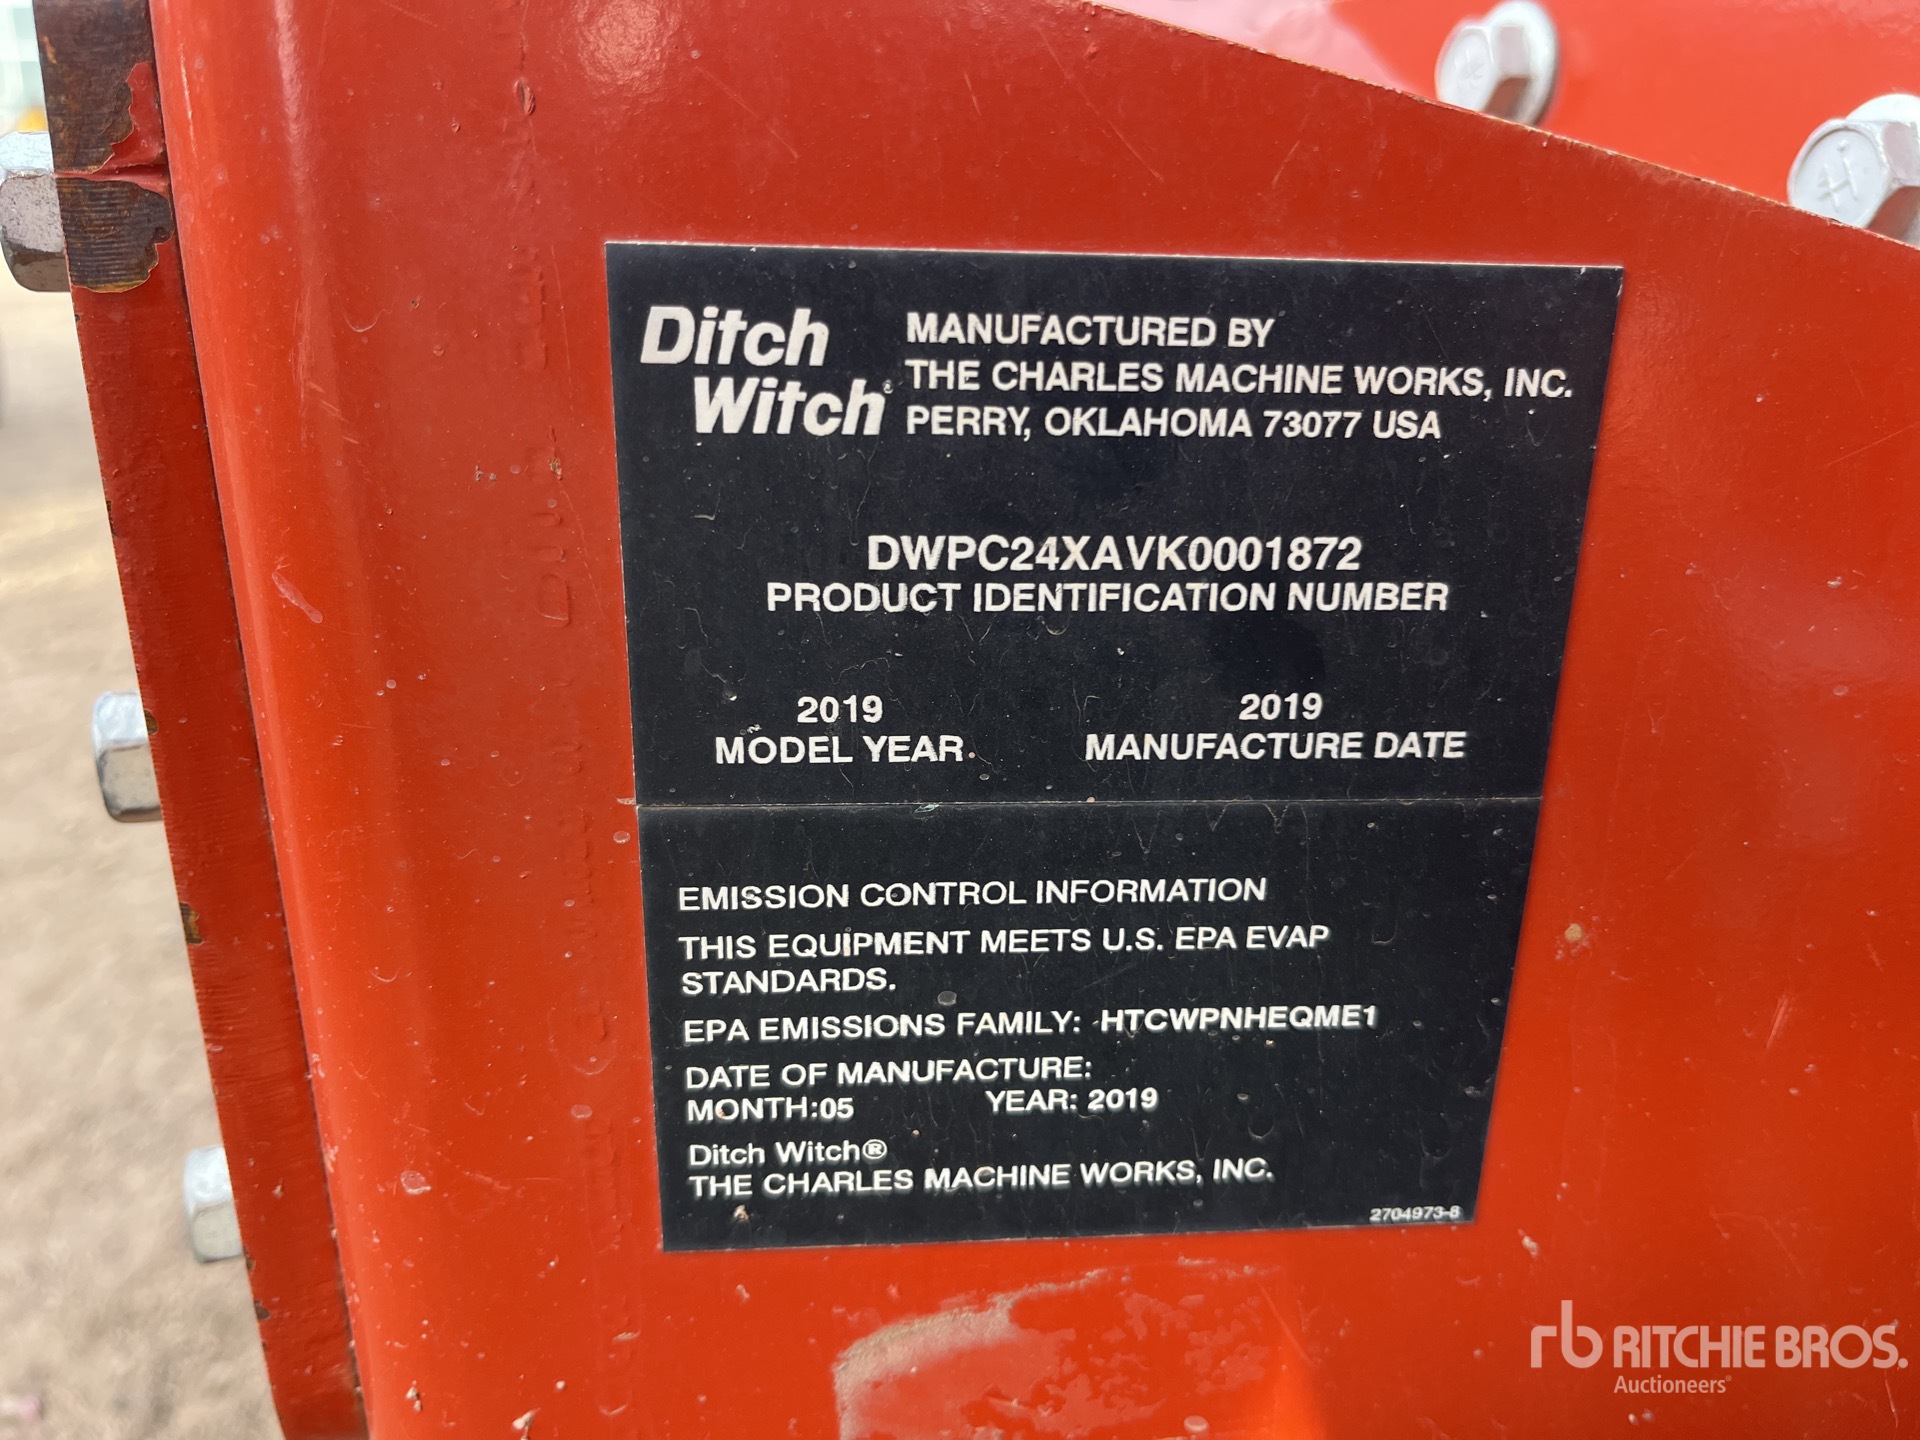 Ditch
Witch®
MANUFACTURED BY
THE CHARLES MACHINE WORKS, INC.
PERRY, OKLAHOMA 73077 USA
DWPC24XAVK0001872
PRODUCT IDENTIFICATION NUMBER
2019
MODEL YEAR
2019
MANUFACTURE DATE
EMISSION CONTROL INFORMATION
THIS EQUIPMENT MEETS U.S. EPA EVAP
STANDARDS.
EPA EMISSIONS FAMILY: HTCWPNHEQME1
DATE OF MANUFACTURE:
MONTH:05 YEAR: 2019
Ditch Witch®
THE CHARLES MACHINE WORKS, INC.
2704973-8
H
rb RITCHIE BROS.
Auctioneers®